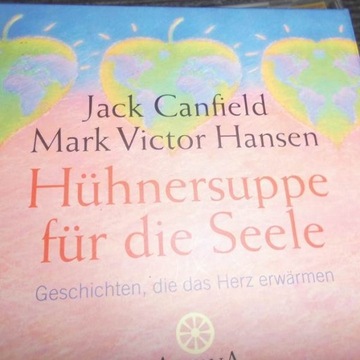 Jack Canfield
Mark Victor Hansen
Hühnersuppe
für die Seele
Geschichten, die das Herz erwärmen